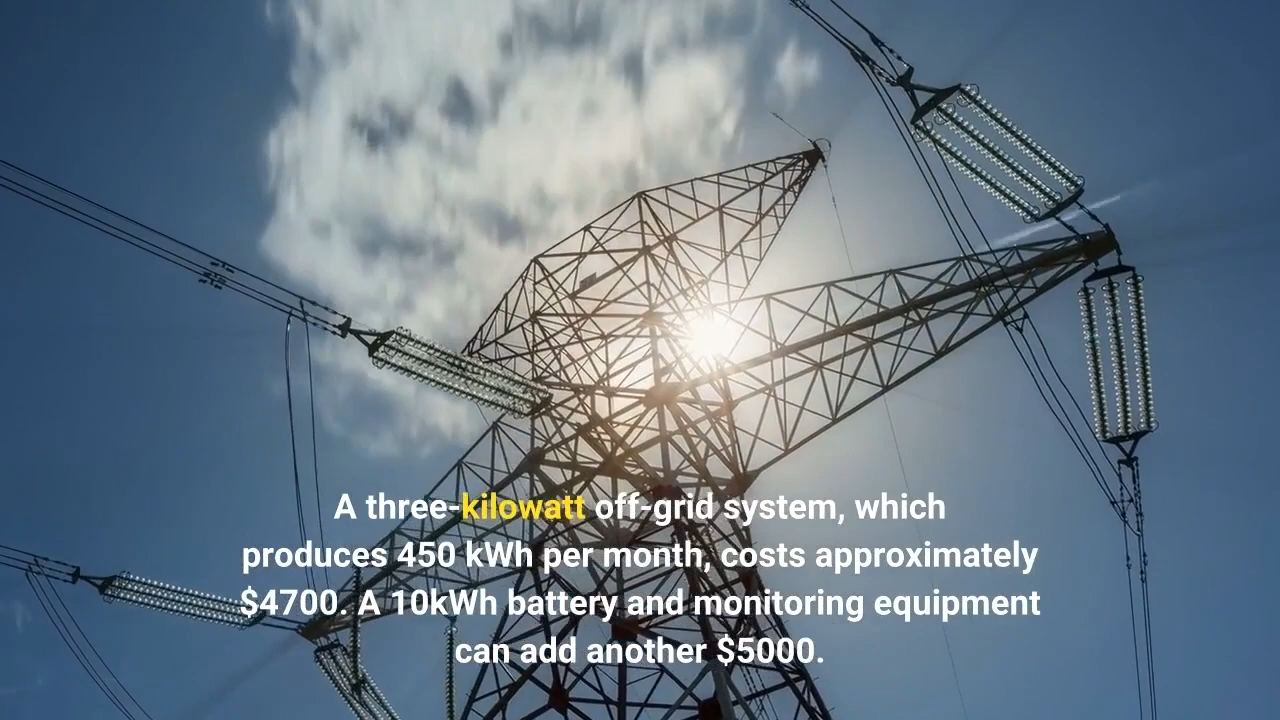 A three-kilowatt off-grid system, which
produces 450 kWh per month, costs approximately
$4700. A 10kWh battery and monitoring equipment
can add another $5000.